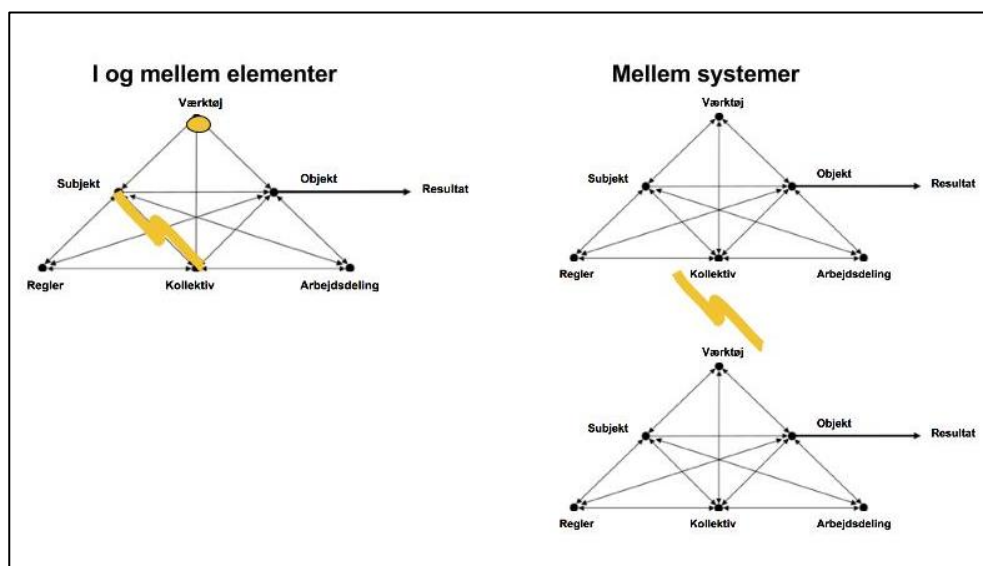 I og mellem elementer
Værktøj
Subjekt
Objekt
Resultat
Regler
Kollektiv
Arbejdsdeling
Mellem systemer
Værktøj
Subjekt
Objekt
Resultat
Regler
Kollektiv
Arbejdsdeling
Værktøj
Subjekt
Objekt
Resultat
Regler
Kollektiv
Arbejdsdeling